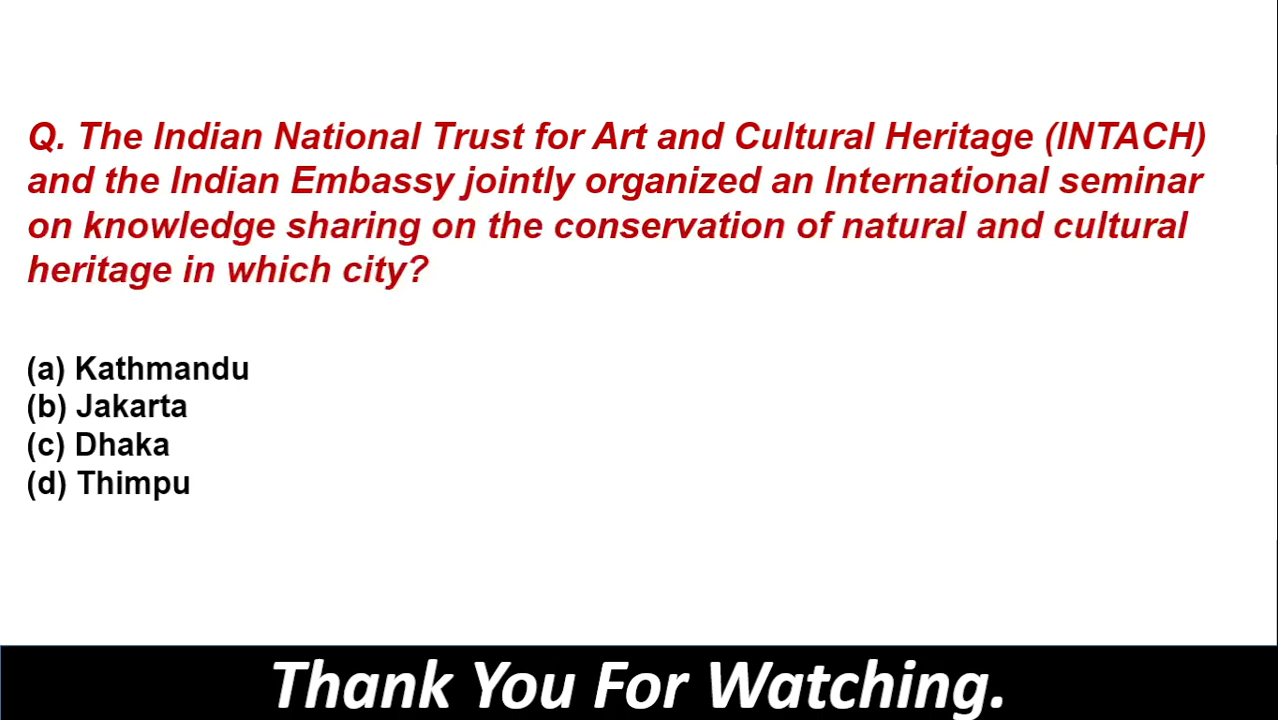 Q. The Indian National Trust for Art and Cultural Heritage (INTACH)
and the Indian Embassy jointly organized an International seminar
on knowledge sharing on the conservation of natural and cultural
heritage in which city?
(a) Kathmandu
(b) Jakarta
(c) Dhaka
(d) Thimpu
Thank You For Watching.